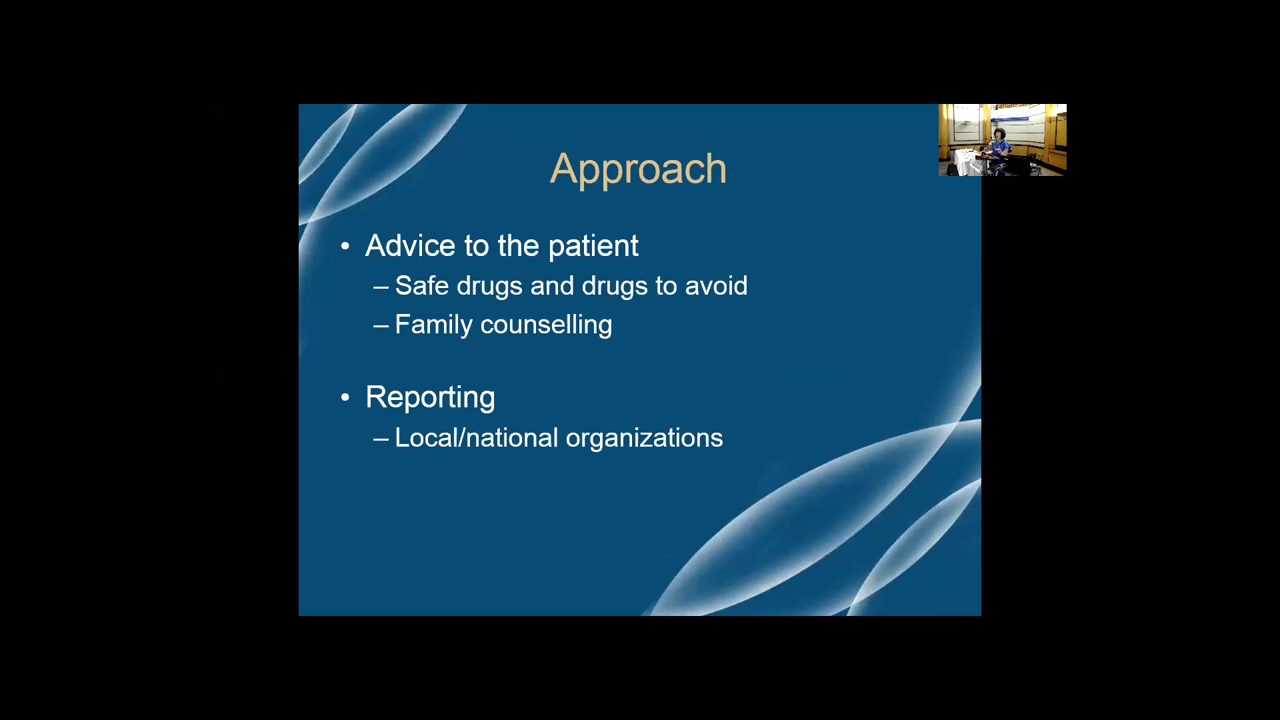 Approach
• Advice to the patient
– Safe drugs and drugs to avoid
– Family counselling
• Reporting
– Local/national organizations